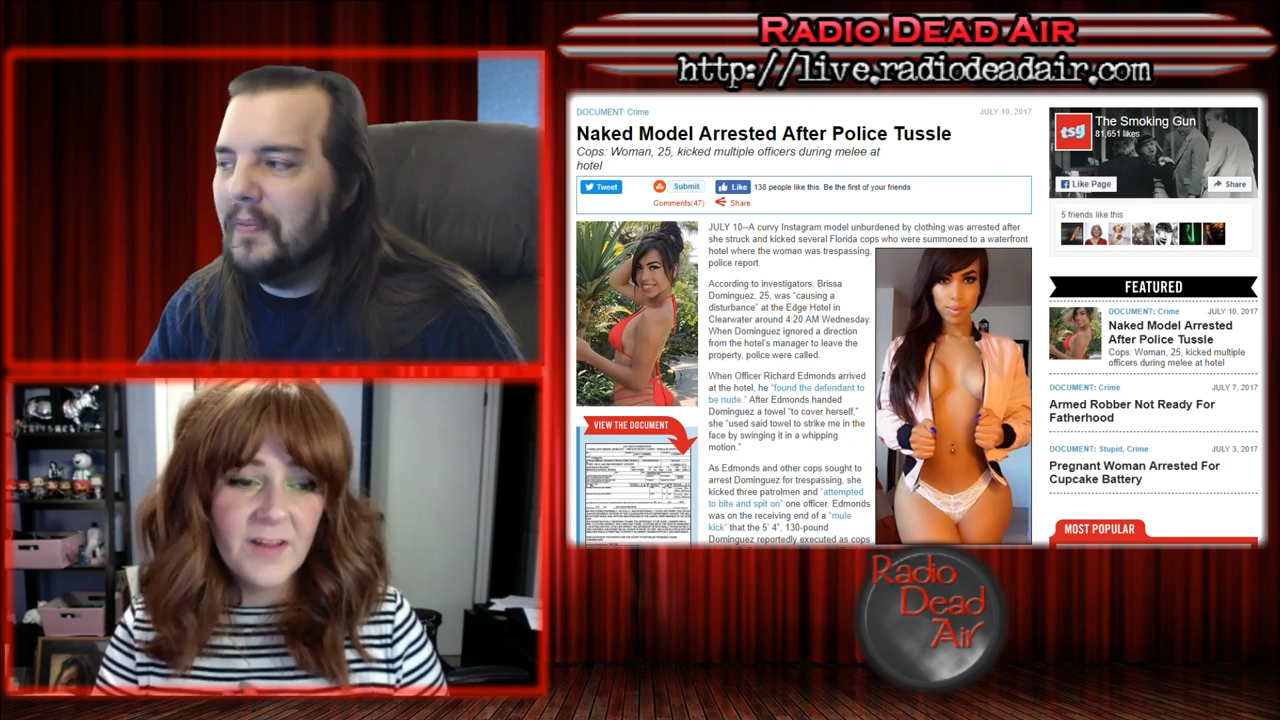 RADIO DEAD AIR
http://live.radiodeadair.com
DOCUMENT: Crime
JULY 10, 2017
Naked Model Arrested After Police Tussle
Cops: Woman, 25, kicked multiple officers during melee at
hotel
Tweet
Submit
Like
138 people like this. Be the first of your friends.
Comments(47)
Share
JULY 10--A curvy Instagram model unburdened by clothing was arrested after
she struck and kicked several Florida cops who were summoned to a waterfront
hotel where the woman was trespassing,
police report.
According to investigators, Brissa
Dominguez, 25, was "causing a
disturbance" at the Edge Hotel in
Clearwater around 4:20 AM Wednesday.
When Dominguez ignored a direction
from the hotel's manager to leave the
property, police were called.
When Officer Richard Edmonds arrived
at the hotel, he "found the defendant to
be nude." After Edmonds handed
Dominguez a towel "to cover herself,"
she "used said towel to strike me in the
face by swinging it in a whipping
motion."
As Edmonds and other cops sought to
arrest Dominguez for trespassing, she
kicked three patrolmen and "attempted
to bite and spit on" one officer. Edmonds
was on the receiving end of a "mule
kick" that the 5' 4", 130-pound
Dominguez reportedly executed as cops
VIEW THE DOCUMENT
tsg
The Smoking Gun
81,651 likes
Like Page
Share
5 friends like this
FEATURED
DOCUMENT: Crime
JULY 10, 2017
Naked Model Arrested
After Police Tussle
Cops: Woman, 25, kicked multiple
officers during melee at hotel
DOCUMENT: Crime
JULY 7, 2017
Armed Robber Not Ready For
Fatherhood
DOCUMENT: Stupid, Crime
JULY 3, 2017
Pregnant Woman Arrested For
Cupcake Battery
MOST POPULAR
Radio
Dead
Air